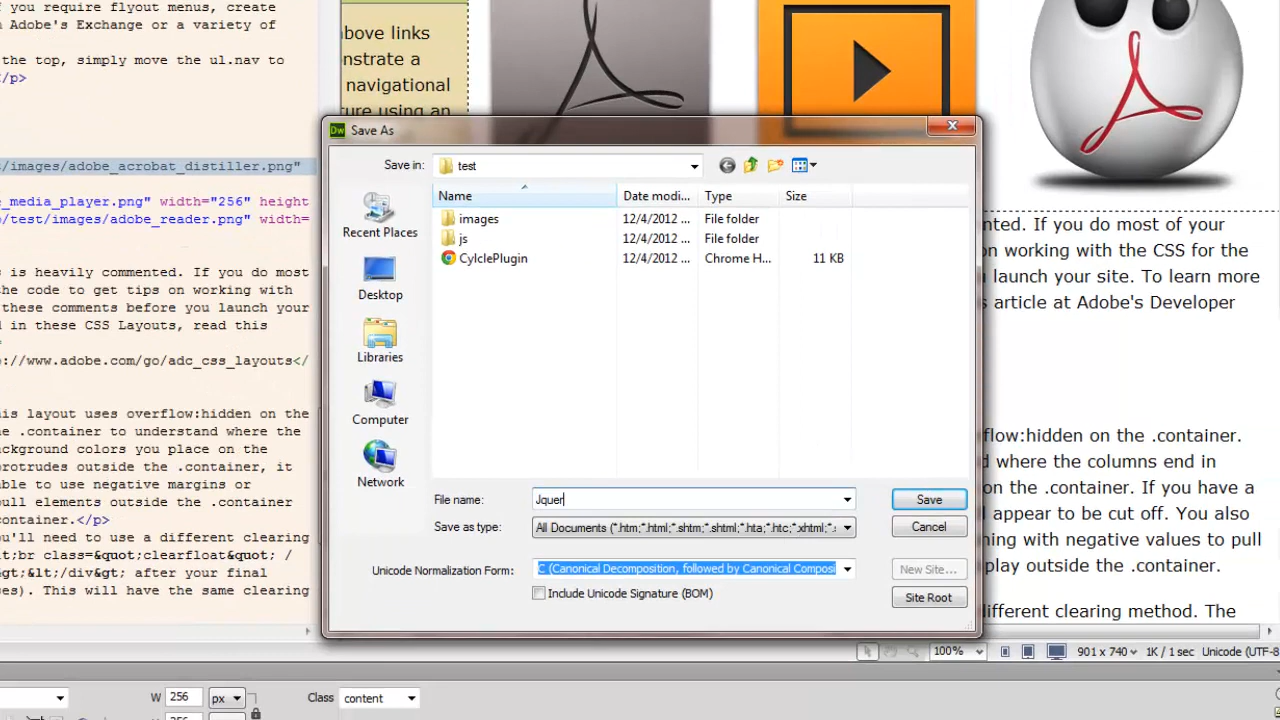 f you require flyout menus, create
n Adobe's Exchange or a variety of
the top, simply move the ul.nav to
/p>
/images/adobe_acrobat_distiller.png"
e_media_player.png" width="256" height
/test/images/adobe_reader.png" width=
s is heavily commented. If you do most
he code to get tips on working with
these comments before you launch your
d in these CSS Layouts, read this
://www.adobe.com/go/adc_css_layouts</
his layout uses overflow:hidden on the
he .container to understand where the
ackground colors you place on the
rotrudes outside the .container, it
ble to use negative margins or
ull elements outside the .container
ontainer.</p>
u'll need to use a different clearing
t;br class=&quot;clearfloat&quot; /
gt;&lt;/div&gt; after your final
es). This will have the same clearing
above links
nstrate a
navigational
ture using an
Dw Save As
Save in: test
Name Date modi... Type Size
images 12/4/2012 ... File folder
js 12/4/2012 ... File folder
CylclePlugin 12/4/2012 ... Chrome H... 11 KB
Recent Places
Desktop
Libraries
Computer
Network
File name: Jquer Save
Save as type: All Documents (*.htm;*.html;*.shtm;*.shtml;*.hta;*.htc;*.xhtml;*. Cancel
Unicode Normalization Form: C (Canonical Decomposition, followed by Canonical Composi New Site...
Include Unicode Signature (BOM) Site Root
nted. If you do most of your
on working with the CSS for the
launch your site. To learn more
s article at Adobe's Developer
flow:hidden on the .container.
d where the columns end in
on the .container. If you have a
appear to be cut off. You also
hing with negative values to pull
play outside the .container.
different clearing method. The
100% 901 x 740 1K / 1 sec Unicode (UTF-8
W 256 px Class content